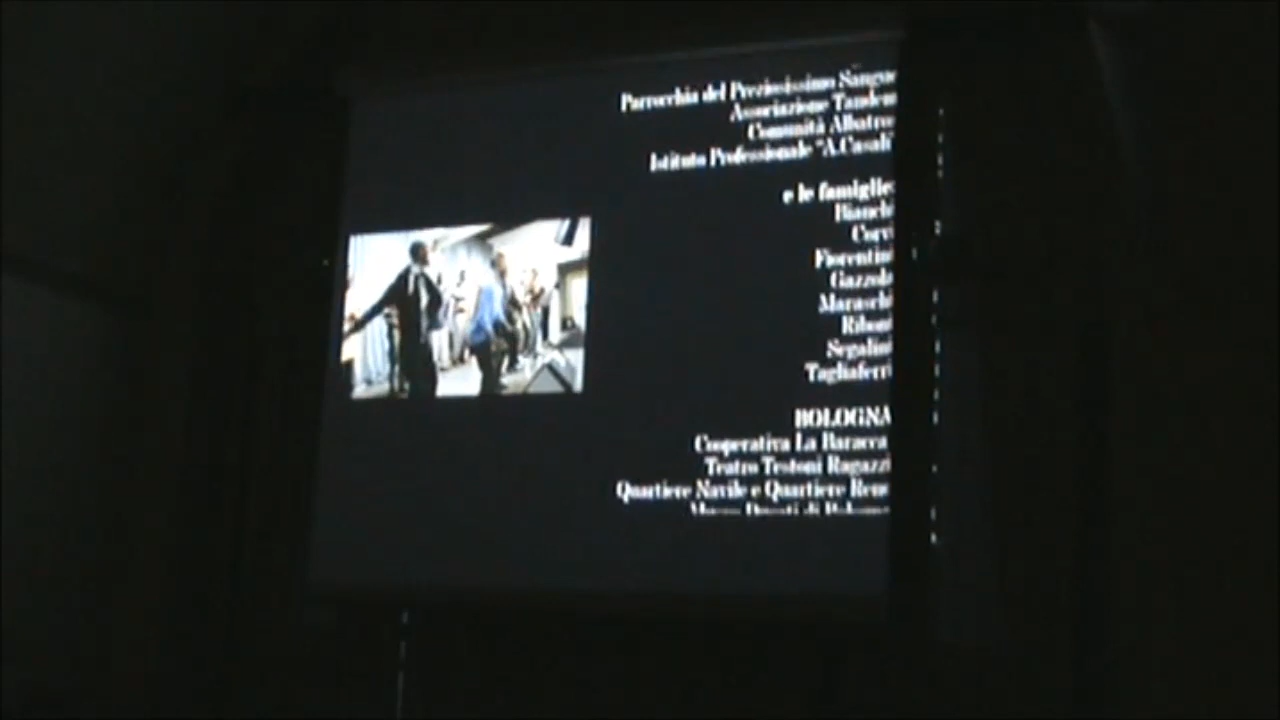 Parrocchia del Preziosissimo Sangue
Associazione Tandem
Comunità Albatros
Istituto Professionale "A.Casali"
e le famiglie:
Bianchi
Corvi
Fiorentini
Gazzola
Maraschi
Riboni
Segalini
Tagliaferri
BOLOGNA
Cooperativa La Baracca
Teatro Testoni Ragazzi
Quartiere Navile e Quartiere Reno